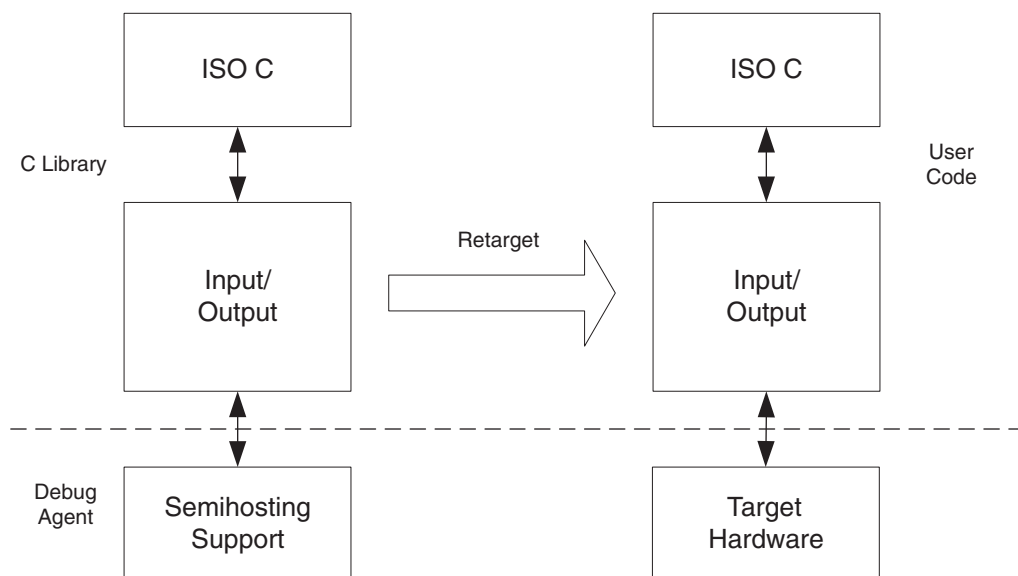 ISO C
ISO C
C Library
User
Code
Retarget
Input/
Output
Input/
Output
Debug
Agent
Semihosting
Support
Target
Hardware